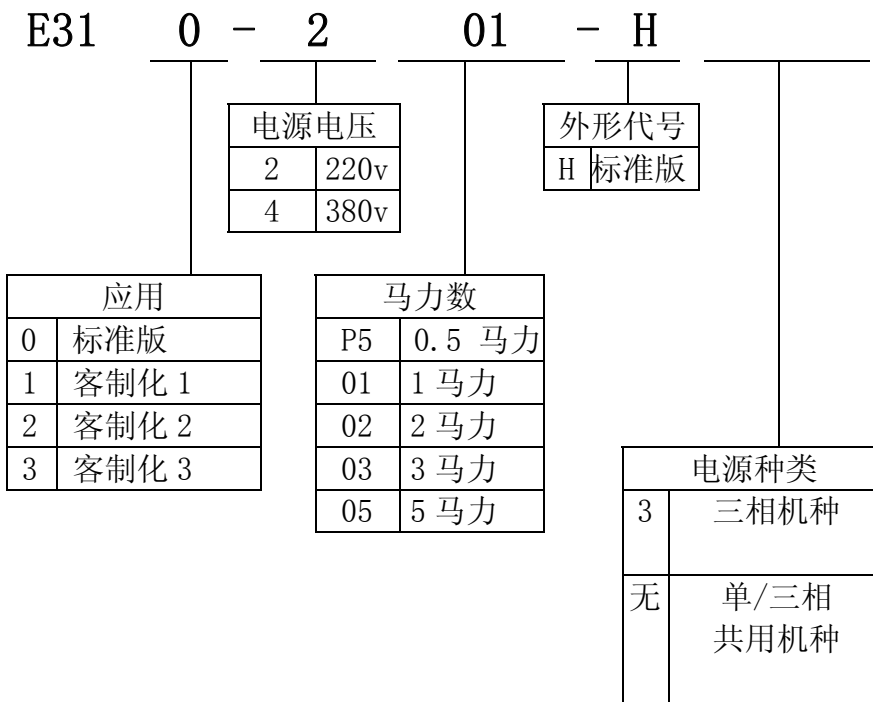 E31 0 - 2 01 - H
电源电压
2 220v
4 380v
外形代号
H 标准版
应用
0 标准版
1 客制化 1
2 客制化 2
3 客制化 3
马力数
P5 0.5 马力
01 1 马力
02 2 马力
03 3 马力
05 5 马力
电源种类
3 三相机种
无 单/三相
共用机种